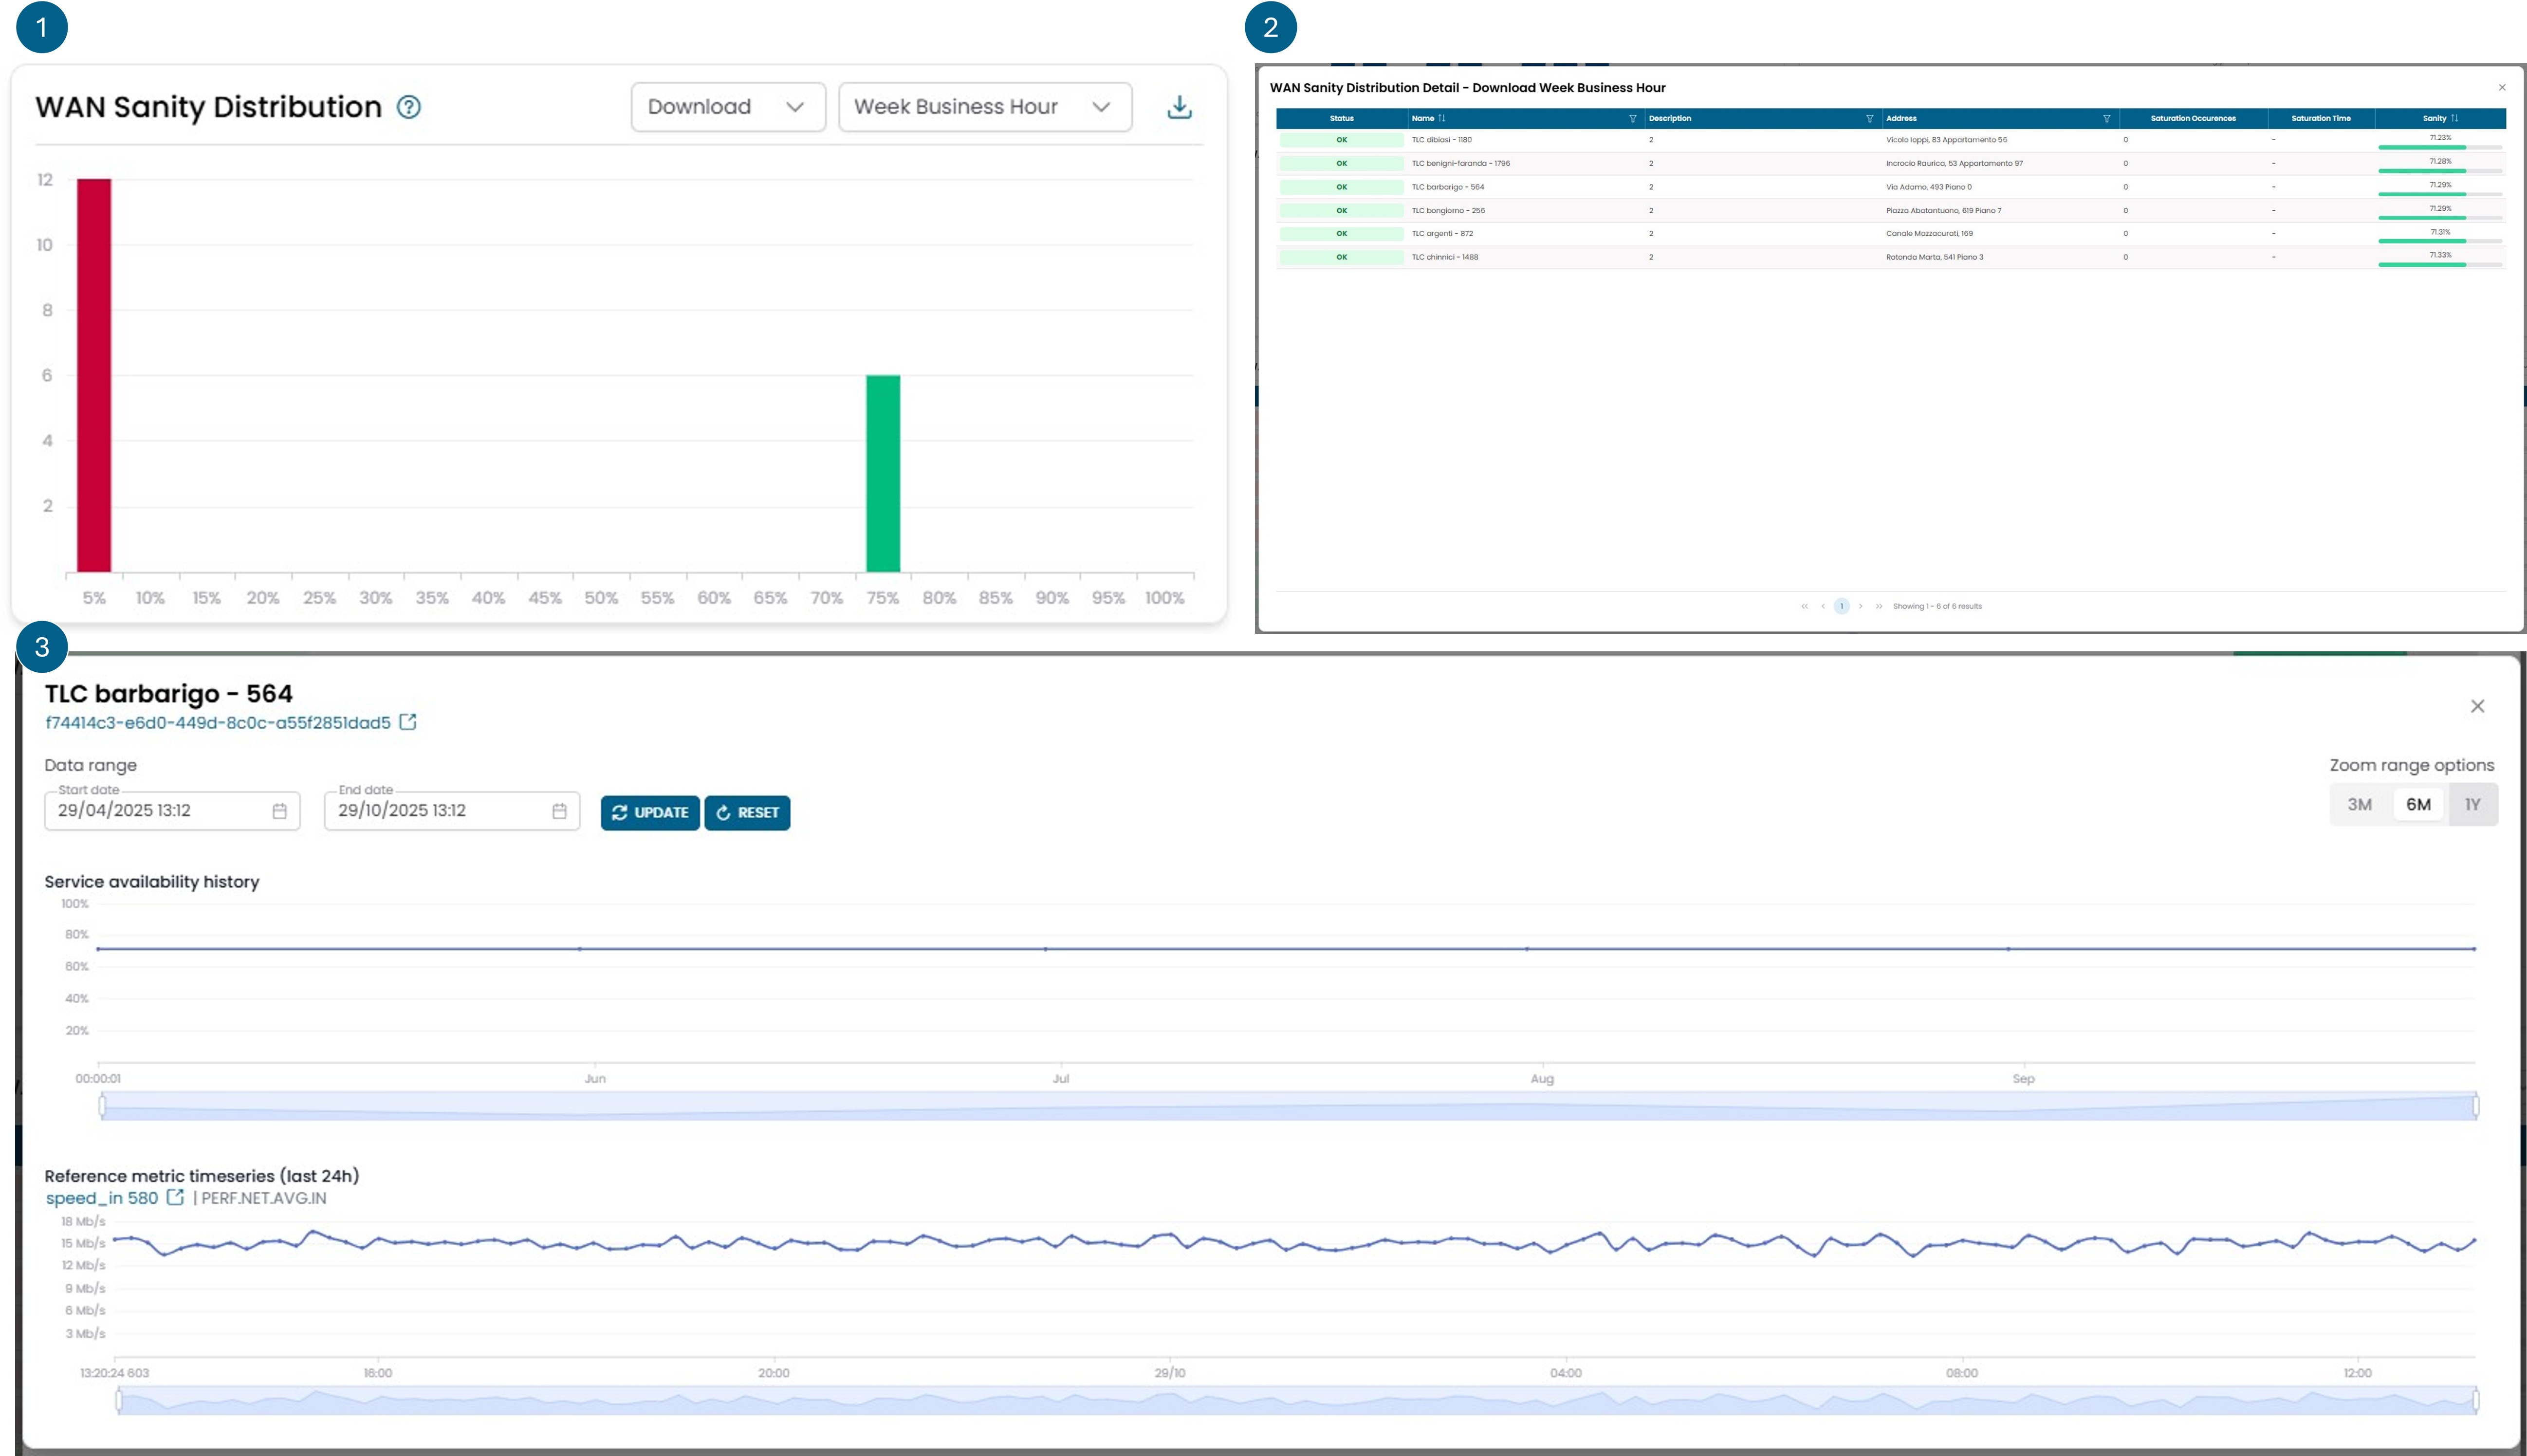 1
WAN Sanity Distribution ?
Download
Week Business Hour
12
10
8
6
4
2
5% 10% 15% 20% 25% 30% 35% 40% 45% 50% 55% 60% 65% 70% 75% 80% 85% 90% 95% 100%
2
WAN Sanity Distribution Detail - Download Week Business Hour
Status Name Description Address Saturation Occurences Saturation Time Sanity
OK TLC dibiasi - 1180 2 Vicolo Ioppi, 83 Appartamento 56 0 - 71.23%
OK TLC benigni-faranda - 1796 2 Incrocio Raurica, 53 Appartamento 97 0 - 71.28%
OK TLC barbarigo - 564 2 Via Adamo, 493 Piano 0 0 - 71.29%
OK TLC bongiorno - 256 2 Piazza Abatantuono, 619 Piano 7 0 - 71.29%
OK TLC argenti - 872 2 Canale Mazzacurati, 169 0 - 71.31%
OK TLC chinnici - 1488 2 Rotonda Marta, 541 Piano 3 0 - 71.33%
<< < 1 > >> Showing 1 - 6 of 6 results
3
TLC barbarigo - 564
f74414c3-e6d0-449d-8c0c-a55f2851dad5
Data range
Start date
29/04/2025 13:12
End date
29/10/2025 13:12
UPDATE
RESET
Zoom range options
3M 6M 1Y
Service availability history
100%
80%
60%
40%
20%
00:00:01 Jun Jul Aug Sep
Reference metric timeseries (last 24h)
speed_in 580 | PERF.NET.AVG.IN
18 Mb/s
15 Mb/s
12 Mb/s
9 Mb/s
6 Mb/s
3 Mb/s
13:20:24 603 16:00 20:00 29/10 04:00 08:00 12:00